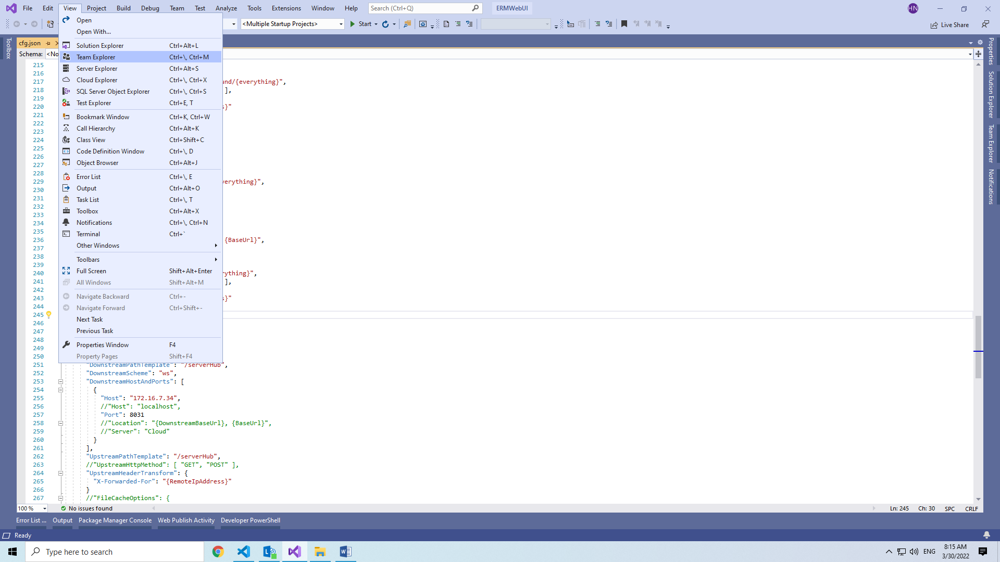 File Edit View Project Build Debug Team Test Analyze Tools Extensions Window Help Search (Ctrl+Q) ERMWebUI HN
<Multiple Startup Projects> Start Live Share
cfg.json
Schema: <No
Toolbox
Open
Open With...
Solution Explorer Ctrl+Alt+L
Team Explorer Ctrl+\, Ctrl+M
Server Explorer Ctrl+Alt+S
Cloud Explorer Ctrl+\, Ctrl+X
SQL Server Object Explorer Ctrl+\, Ctrl+S
Test Explorer Ctrl+E, T
Bookmark Window Ctrl+K, Ctrl+W
Call Hierarchy Ctrl+Alt+K
Class View Ctrl+Shift+C
Code Definition Window Ctrl+\, D
Object Browser Ctrl+Alt+J
Error List Ctrl+\, E
Output Ctrl+Alt+O
Task List Ctrl+\, T
Toolbox Ctrl+Alt+X
Notifications Ctrl+\, Ctrl+N
Terminal Ctrl+`
Other Windows
Toolbars
Full Screen Shift+Alt+Enter
All Windows Shift+Alt+M
Navigate Backward Ctrl+-
Navigate Forward Ctrl+Shift+-
Next Task
Previous Task
Properties Window F4
Property Pages Shift+F4
215
216
217 und/{everything}",
218 ],
219
220 s}"
221
222
223
224
225
226
227
228
229 verything}",
230
231
232
233
234
235
236 {BaseUrl}",
237
238
239
240 rything}",
241 ],
242
243 s}"
244
245
246
247
248
249
250
251 "DownstreamPathTemplate": "/serverHub",
252 "DownstreamScheme": "ws",
253 "DownstreamHostAndPorts": [
254 {
255 "Host": "172.16.7.34",
256 //"Host": "localhost",
257 "Port": 8031
258 //"Location": "{DownstreamBaseUrl}, {BaseUrl}",
259 //"Server": "Cloud"
260 }
261 ],
262 "UpstreamPathTemplate": "/serverHub",
263 //"UpstreamHttpMethod": [ "GET", "POST" ],
264 "UpstreamHeaderTransform": {
265 "X-Forwarded-For": "{RemoteIpAddress}"
266 }
267 //"FileCacheOptions": {
Properties
Solution Explorer
Team Explorer
Notifications
100 % No issues found Ln: 245 Ch: 30 SPC CRLF
Error List ... Output Package Manager Console Web Publish Activity Developer PowerShell
Ready
Type here to search ENG 8:15 AM
3/30/2022